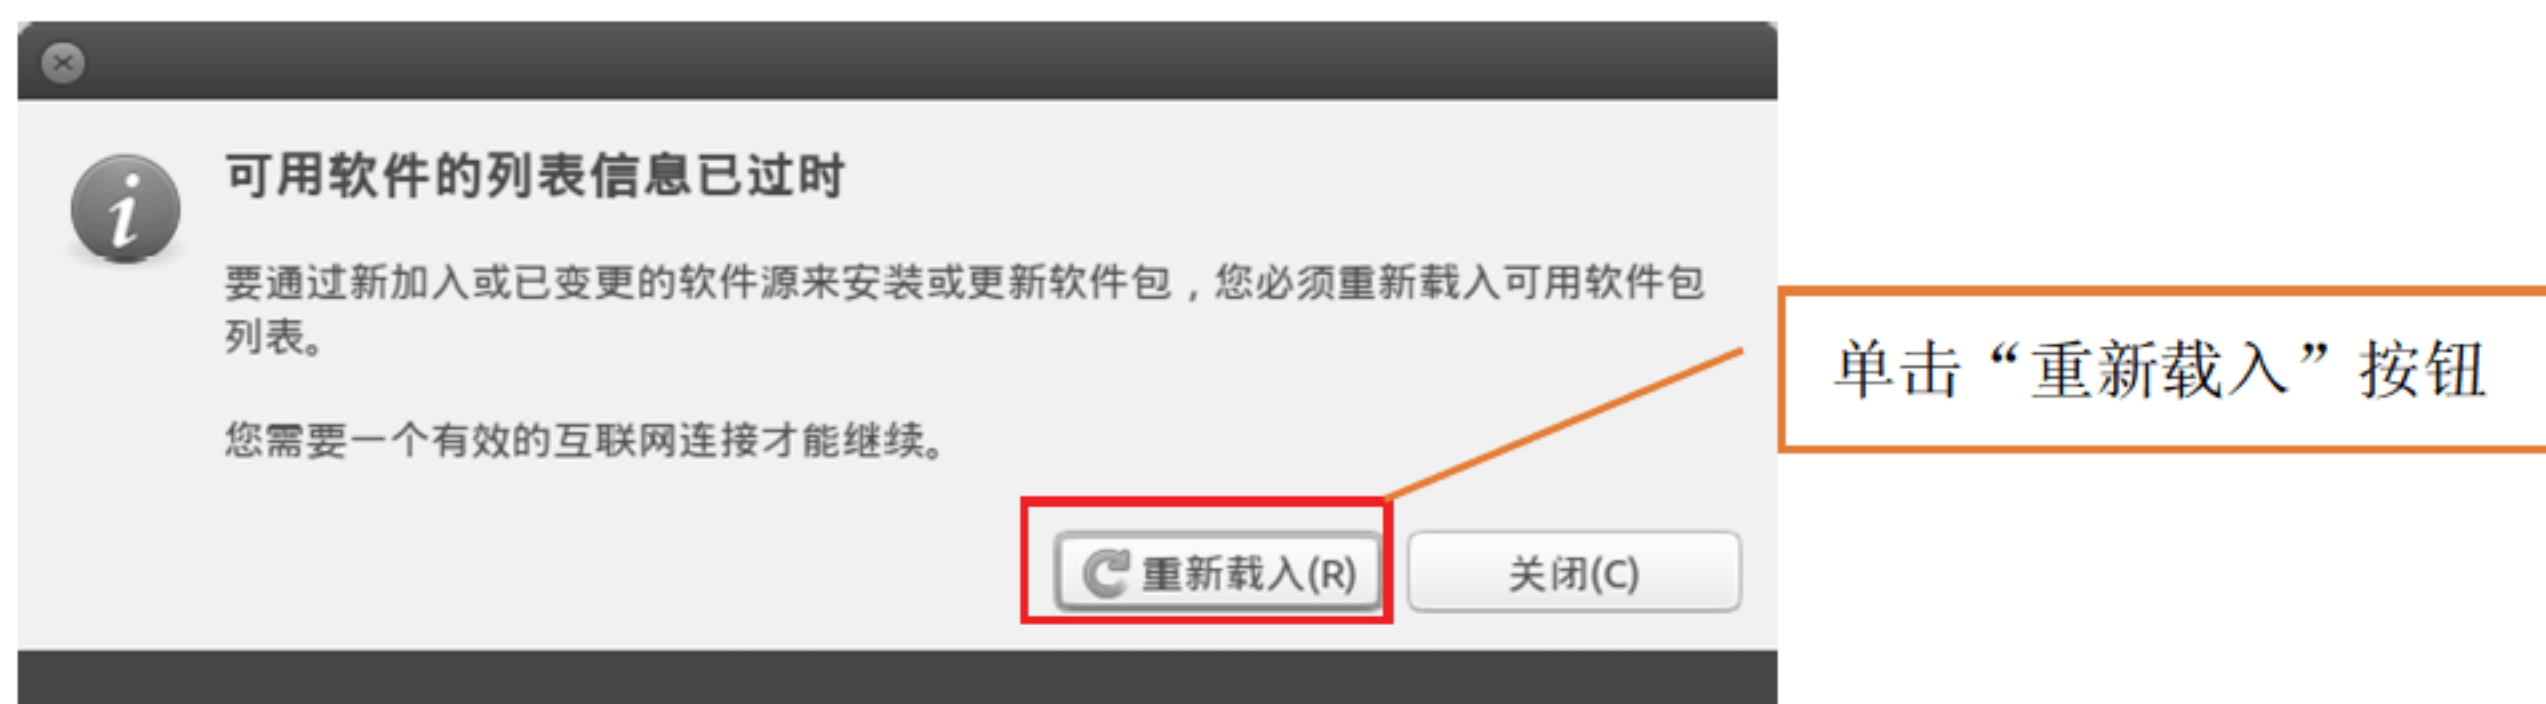 可用软件的列表信息已过时
要通过新加入或已变更的软件源来安装或更新软件包，您必须重新载入可用软件包
列表。
您需要一个有效的互联网连接才能继续。
单击“重新载入”按钮
重新载入(R)
关闭(C)